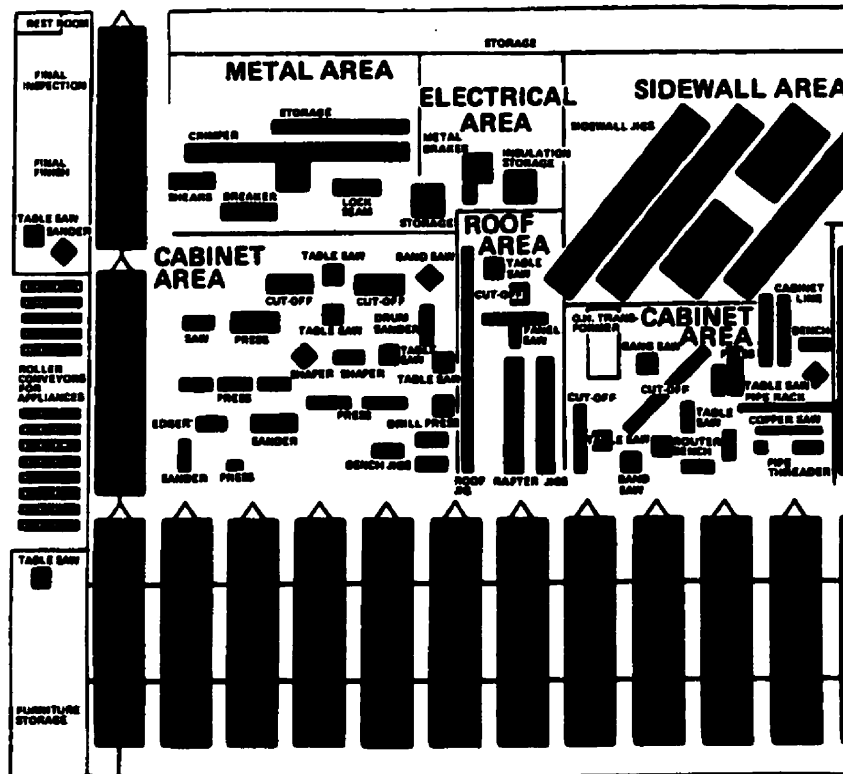 REST ROOM
FINAL
INSPECTION
FINAL
FINISH
TABLE SAW
SANDER
ROLLER
CONVEYORS
FOR
APPLIANCES
TABLE SAW
FURNITURE
STORAGE
STORAGE
METAL AREA
STORAGE
CRIMPER
SHEARS
BREAKER
LOCK
SEAM
ELECTRICAL
AREA
METAL
BRAKES
INSULATION
STORAGE
STORAGE
SIDEWALL AREA
SIDEWALL JIGS
CABINET
AREA
TABLE SAW
BAND SAW
CUT-OFF
CUT-OFF
SAW
PRESS
TABLE SAW
DRUM
SANDER
SHAPER
SHAPER
TABLE
SAW
TABLE SAW
PRESS
PRESS
EDGER
SANDER
DRILL PRESS
SANDER
PRESS
BENCH JIGS
ROOF
AREA
TABLE
SAW
CUT-OFF
PANEL
SAW
ROOF
JIG
RAFTER JIGS
O.H. TRANS-
FORMER
CABINET
AREA
CABINET
LINE
BENCH
BAND SAW
PRESS
CUT-OFF
TABLE SAW
PIPE RACK
CUT-OFF
TABLE
SAW
COPPER SAW
TABLE SAW
ROUTER
BENCH
BAND
SAW
PIPE
THREADER